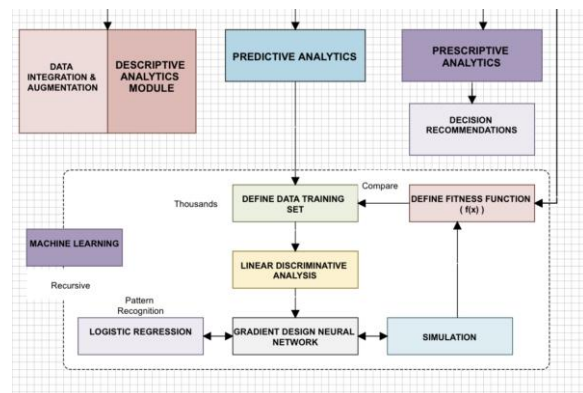 DATA
INTEGRATION &
AUGMENTATION
DESCRIPTIVE
ANALYTICS
MODULE
PREDICTIVE ANALYTICS
PRESCRIPTIVE
ANALYTICS
DECISION
RECOMMENDATIONS
Thousands
DEFINE DATA TRAINING
SET
Compare
DEFINE FITNESS FUNCTION
( f(x) )
MACHINE LEARNING
LINEAR DISCRIMINATIVE
ANALYSIS
Recursive
Pattern
Recognition
LOGISTIC REGRESSION
GRADIENT DESIGN NEURAL
NETWORK
SIMULATION